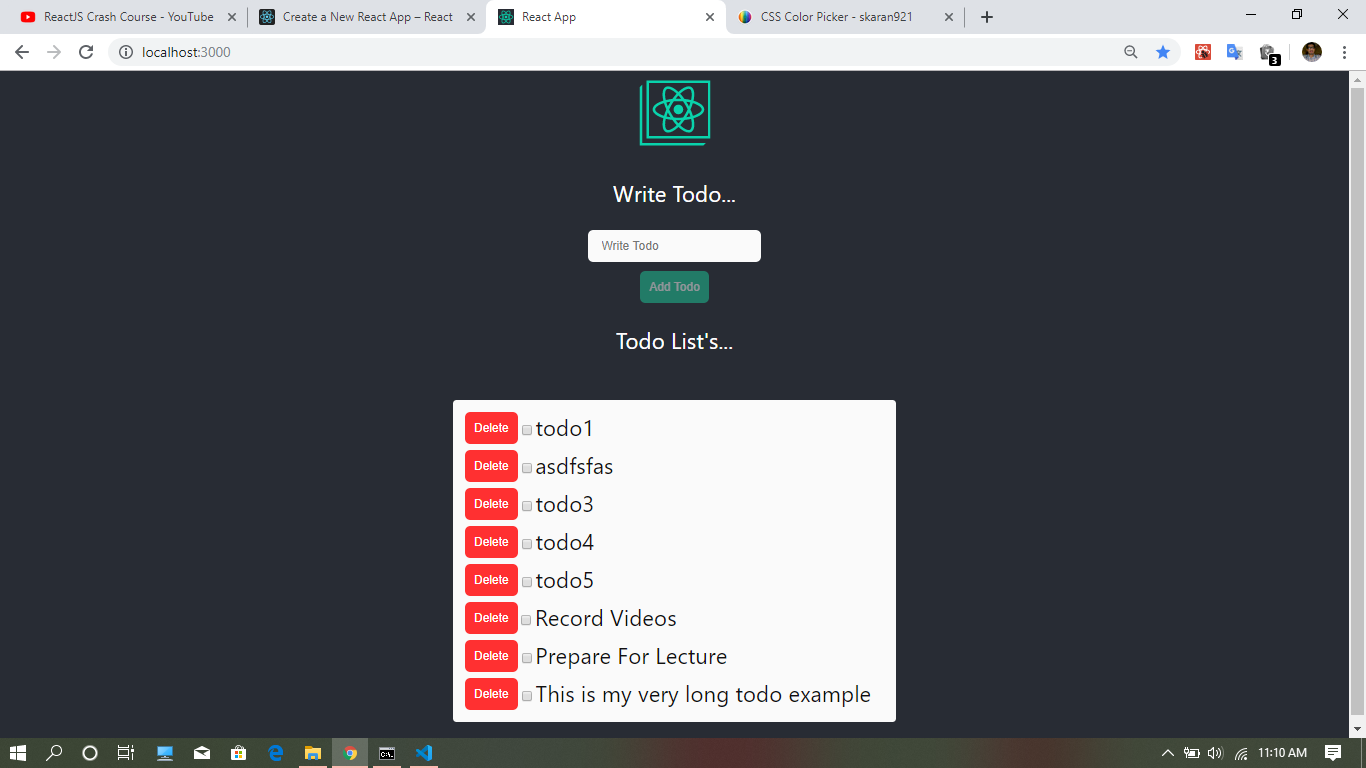 ReactJS Crash Course - YouTube
Create a New React App – React
React App
CSS Color Picker - skaran921
localhost:3000
3
Write Todo...
Write Todo
Add Todo
Todo List's...
Delete todo1
Delete asdfsfas
Delete todo3
Delete todo4
Delete todo5
Delete Record Videos
Delete Prepare For Lecture
Delete This is my very long todo example
11:10 AM